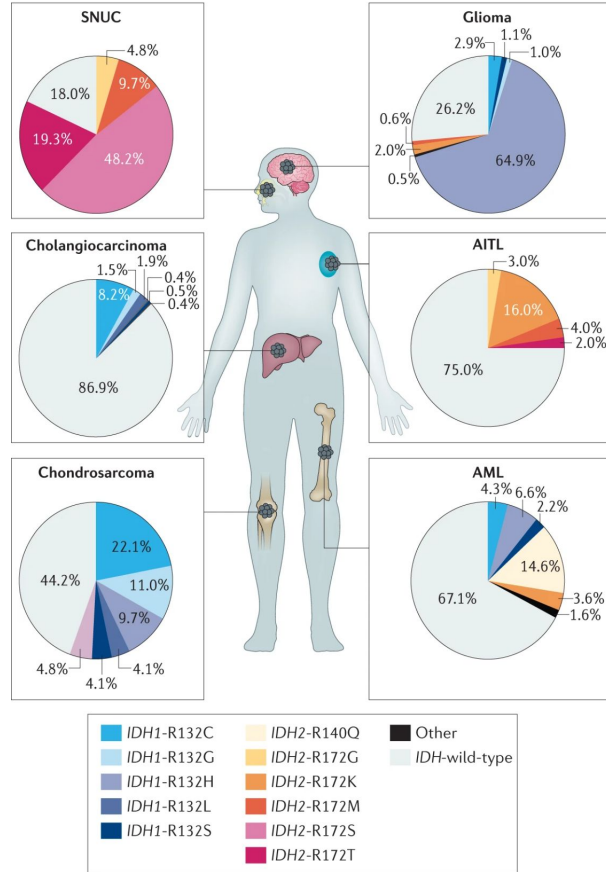 SNUC
4.8%
9.7%
18.0%
19.3%
48.2%
Glioma
1.1%
2.9%
1.0%
26.2%
0.6%
2.0%
0.5%
64.9%
Cholangiocarcinoma
1.9%
1.5%
0.4%
8.2%
0.5%
0.4%
86.9%
AITL
3.0%
16.0%
4.0%
2.0%
75.0%
Chondrosarcoma
22.1%
44.2%
11.0%
9.7%
4.8%
4.1%
4.1%
AML
4.3%
6.6%
2.2%
14.6%
67.1%
3.6%
1.6%
IDH1-R132C
IDH1-R132G
IDH1-R132H
IDH1-R132L
IDH1-R132S
IDH2-R140Q
IDH2-R172G
IDH2-R172K
IDH2-R172M
IDH2-R172S
IDH2-R172T
Other
IDH-wild-type